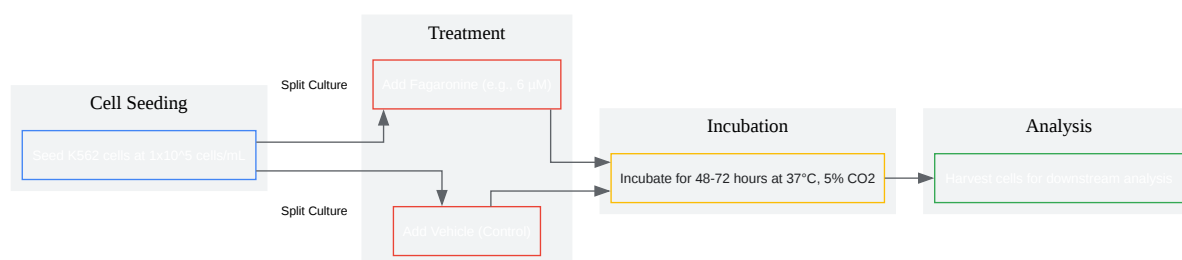 Cell Seeding
Seed K562 cells at 1x10^5 cells/mL
Split Culture
Split Culture
Treatment
Add Fagaronine (e.g., 6 µM)
Add Vehicle (Control)
Incubation
Incubate for 48-72 hours at 37°C, 5% CO2
Analysis
Harvest cells for downstream analysis